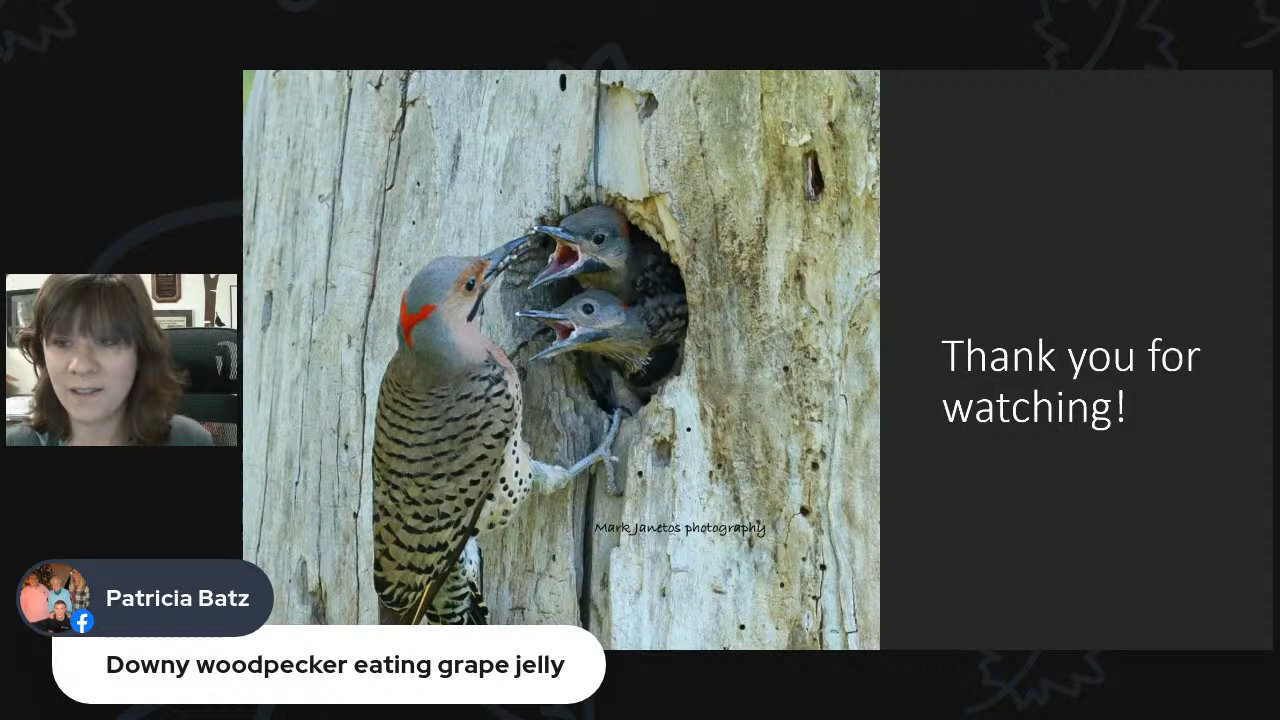 Thank you for
watching!
Mark Janetos photography
Patricia Batz
Downy woodpecker eating grape jelly